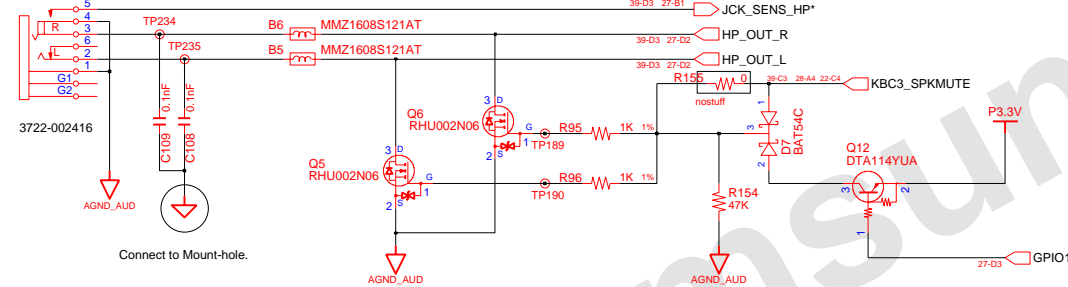 5
39-D3 27-B1
JCK_SENS_HP*
4
R
3
TP234
B6
MMZ1608S121AT
39-D3 27-D2
HP_OUT_R
6
L
2
TP235
B5
MMZ1608S121AT
39-D3 27-D2
HP_OUT_L
1
G1
G2
3722-002416
0.1nF
C109
0.1nF
C108
AGND_AUD
Connect to Mount-hole.
R155
0
nostuff
39-C3 28-A4 22-C4
KBC3_SPKMUTE
3
D
Q6
RHU002N06
G
1
2
S
TP189
R95
1K
1%
3
D
Q5
RHU002N06
G
1
2
S
TP190
R96
1K
1%
AGND_AUD
1
3
2
D7
BAT54C
R154
47K
AGND_AUD
P3.3V
Q12
DTA114YUA
3
2
1
27-D3
GPIO1
msun